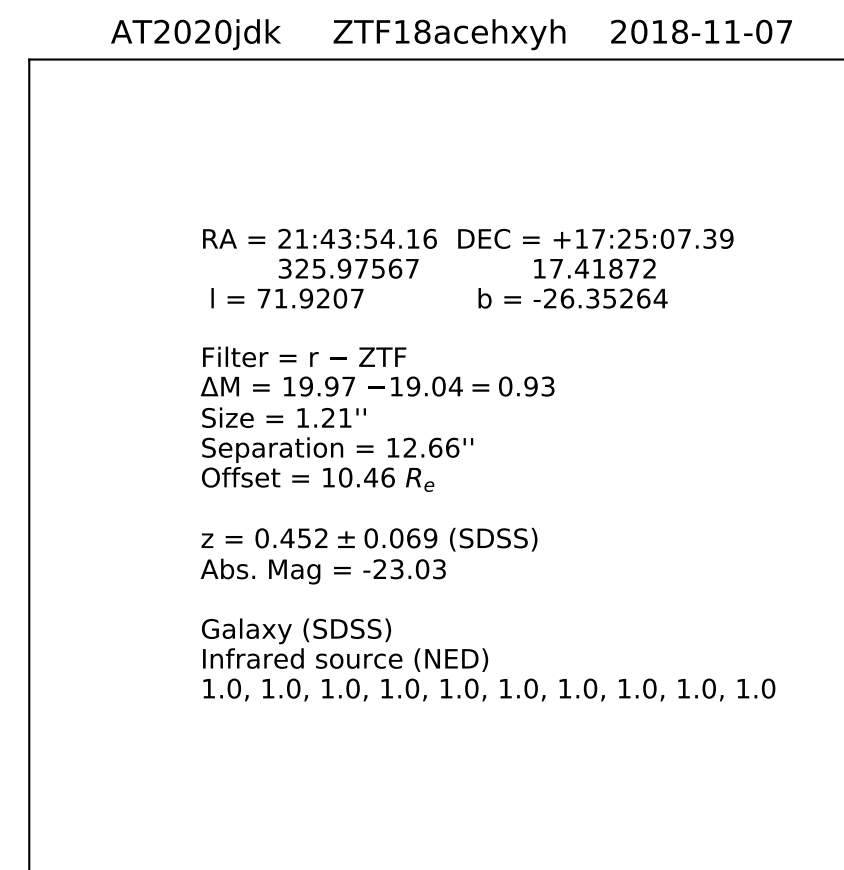 AT2020jdk ZTF18acehxyh 2018-11-07
RA = 21:43:54.16 DEC = +17:25:07.39
325.97567 17.41872
l = 71.9207 b = -26.35264
Filter = r − ZTF
ΔM = 19.97 −19.04 = 0.93
Size = 1.21''
Separation = 12.66''
Offset = 10.46 Re
z = 0.452 ± 0.069 (SDSS)
Abs. Mag = -23.03
Galaxy (SDSS)
Infrared source (NED)
1.0, 1.0, 1.0, 1.0, 1.0, 1.0, 1.0, 1.0, 1.0, 1.0